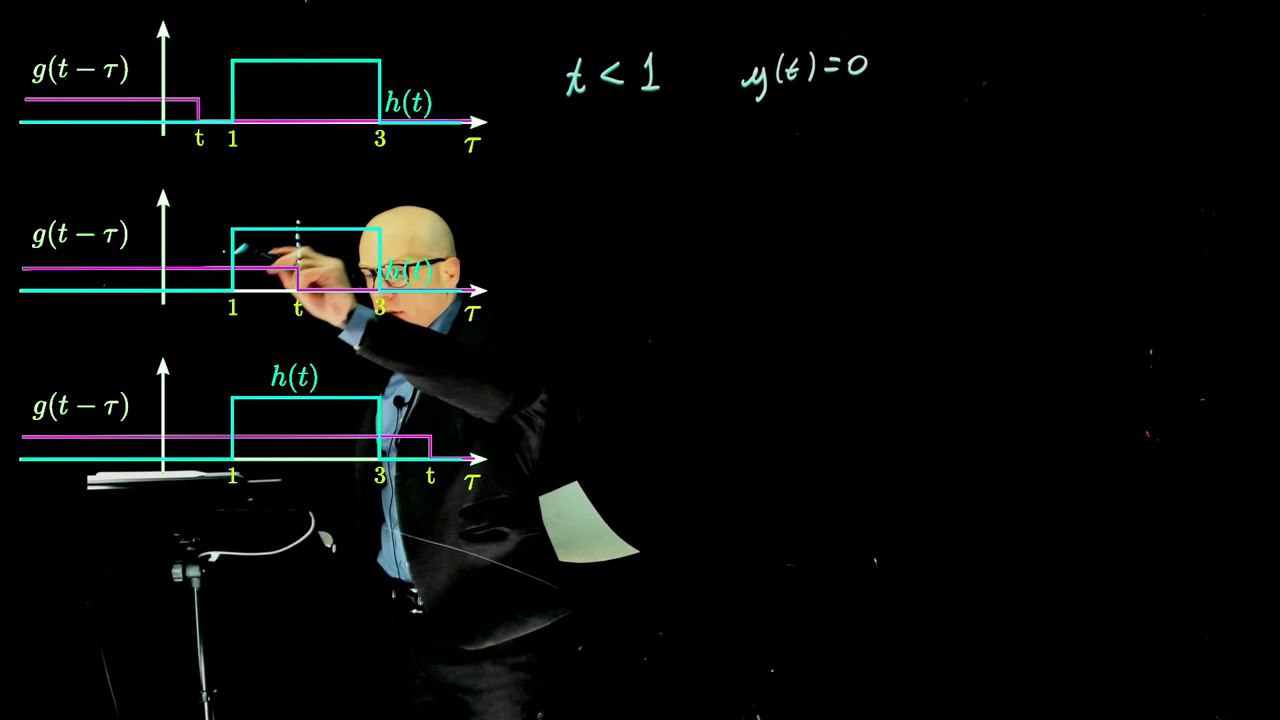 g(t − τ)
h(t)
t 1 3 τ
t < 1 y(t) = 0
g(t − τ)
h(t)
1 t 3 τ
h(t)
g(t − τ)
1 3 t τ